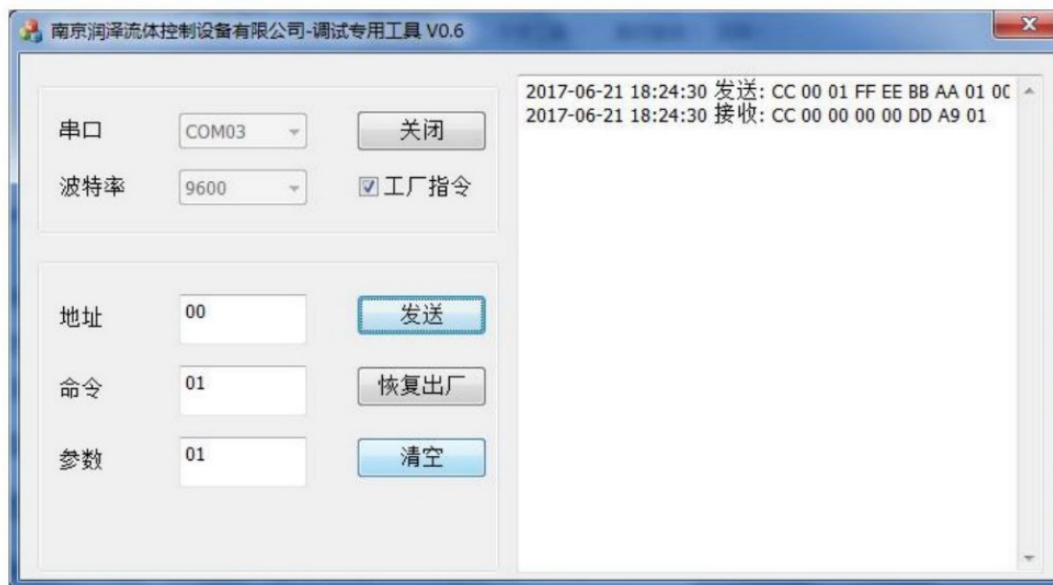 南京润泽流体控制设备有限公司-调试专用工具 V0.6
串口
COM03
关闭
波特率
9600
工厂指令
地址
00
发送
命令
01
恢复出厂
参数
01
清空
2017-06-21 18:24:30 发送: CC 00 01 FF EE BB AA 01 00
2017-06-21 18:24:30 接收: CC 00 00 00 00 DD A9 01